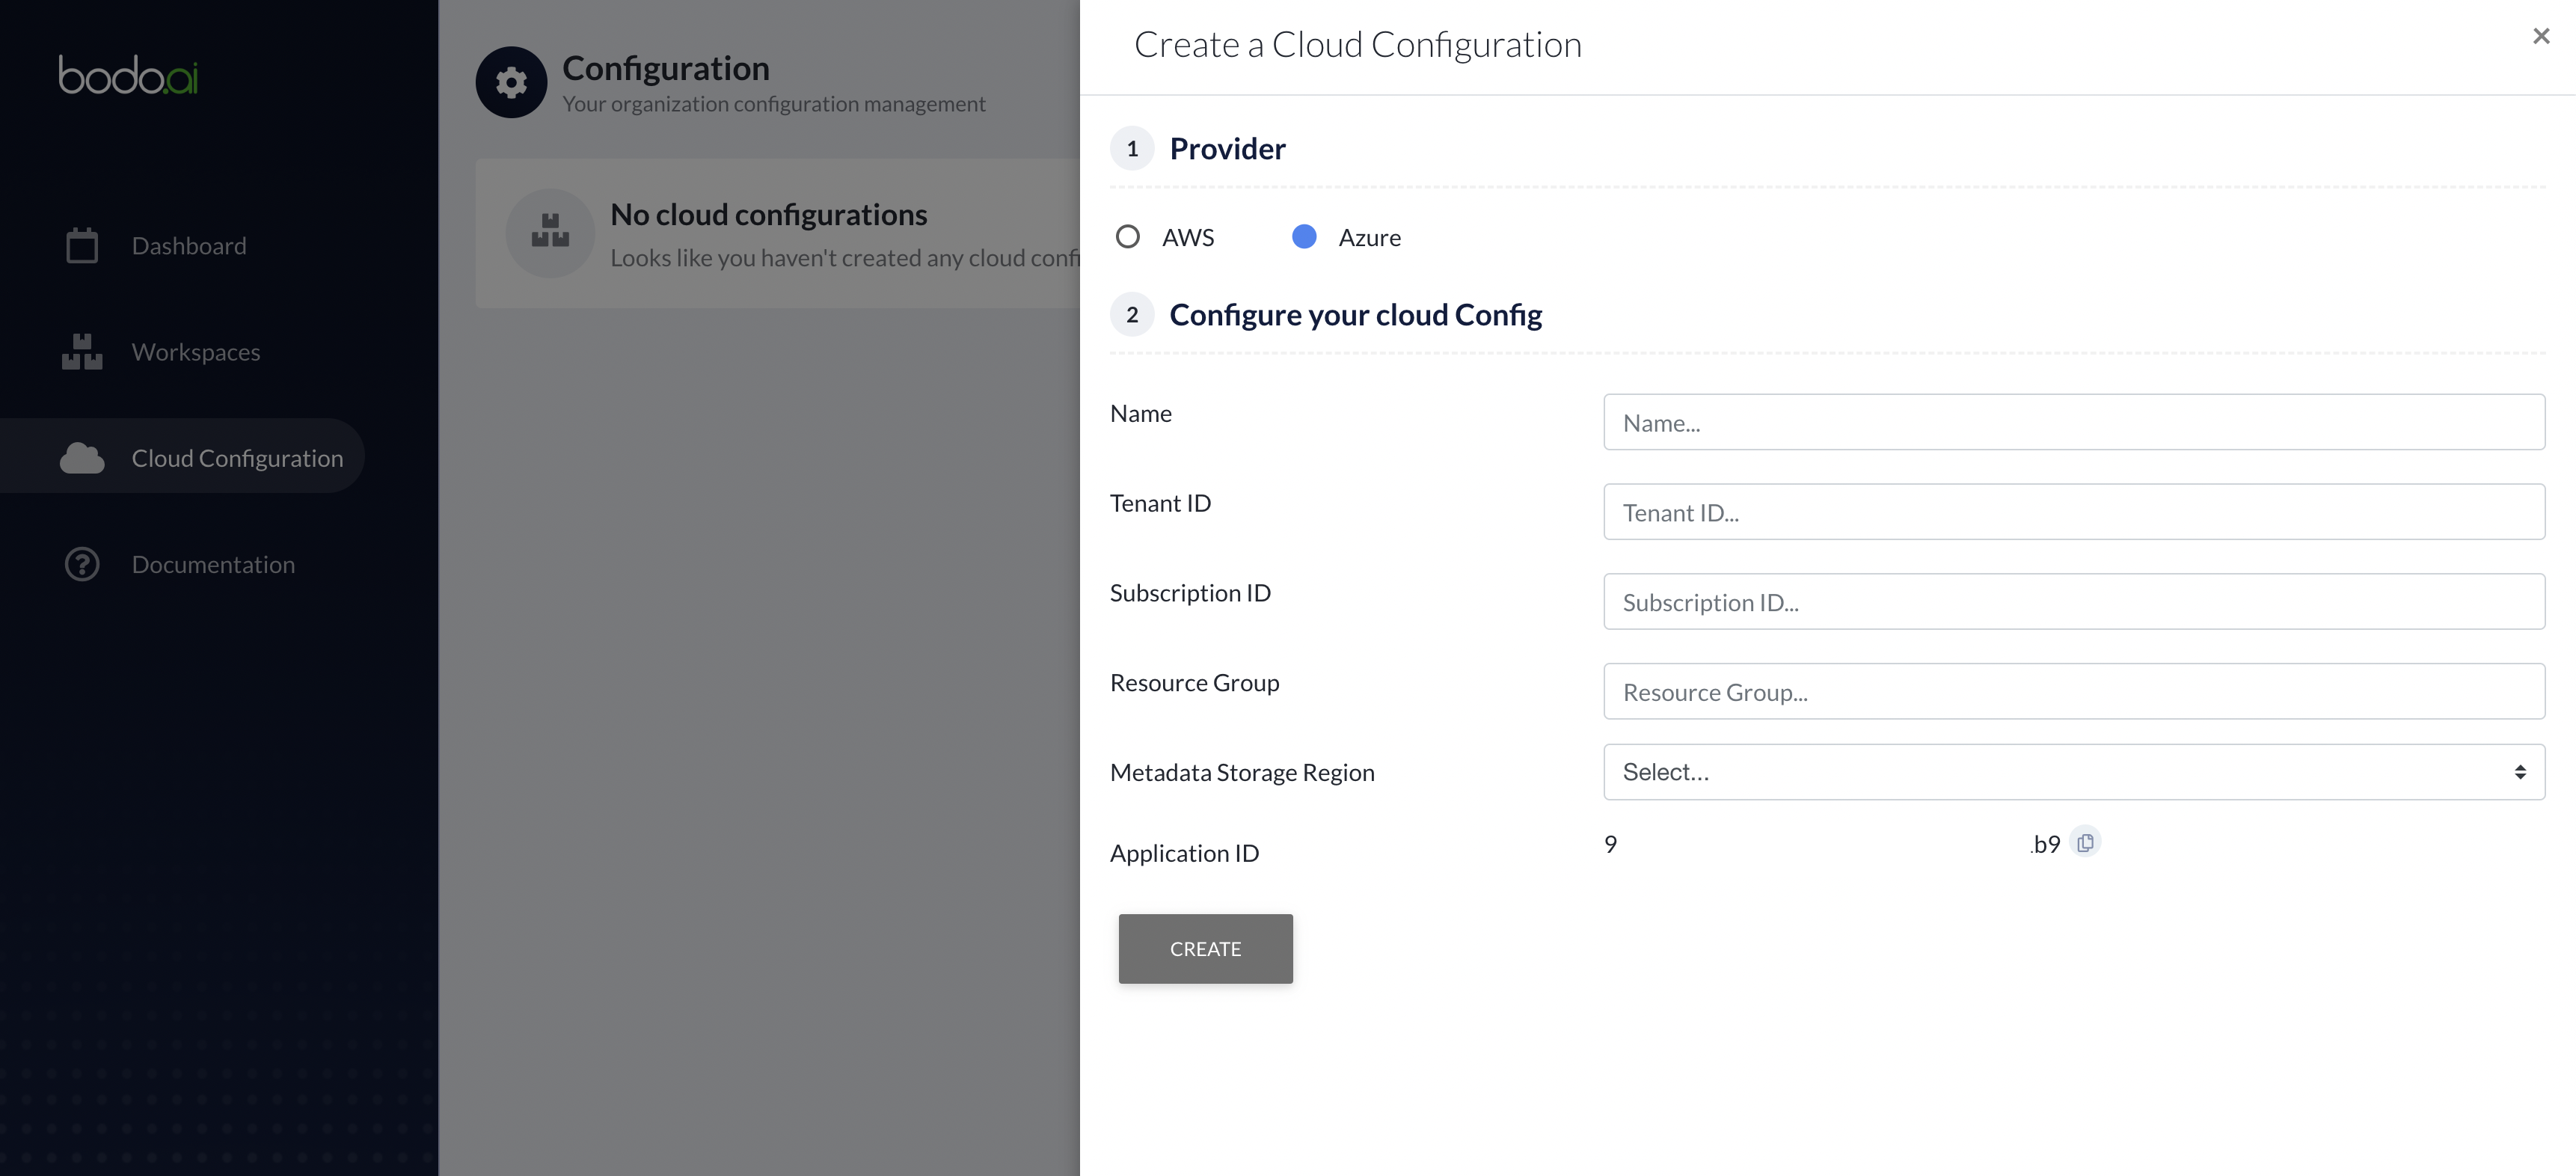 bodo.ai
Dashboard
Workspaces
Cloud Configuration
Documentation
Configuration
Your organization configuration management
No cloud configurations
Looks like you haven't created any cloud confi
Create a Cloud Configuration
×
1 Provider
AWS Azure
2 Configure your cloud Config
Name Name...
Tenant ID Tenant ID...
Subscription ID Subscription ID...
Resource Group Resource Group...
Metadata Storage Region Select...
Application ID 9 b9
CREATE